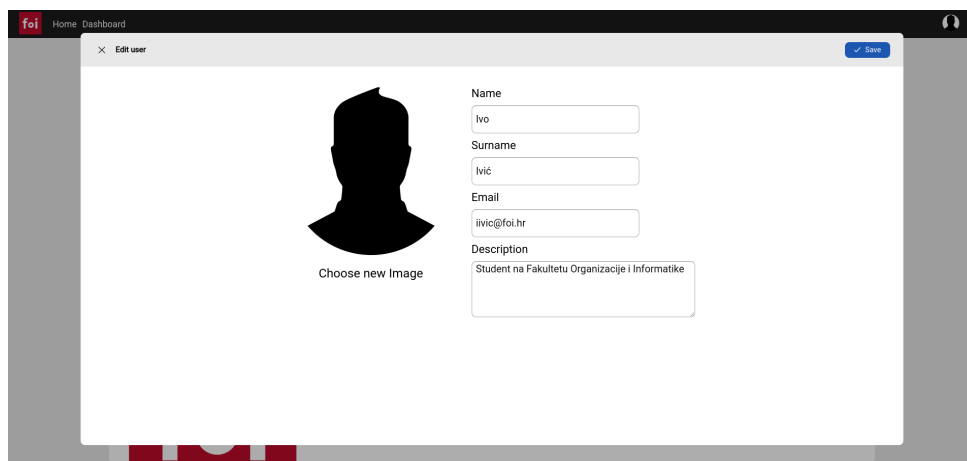 foi Home Dashboard
Edit user
Save
Name
Ivo
Surname
Ivić
Email
iivic@foi.hr
Description
Student na Fakultetu Organizacije i Informatike
Choose new Image